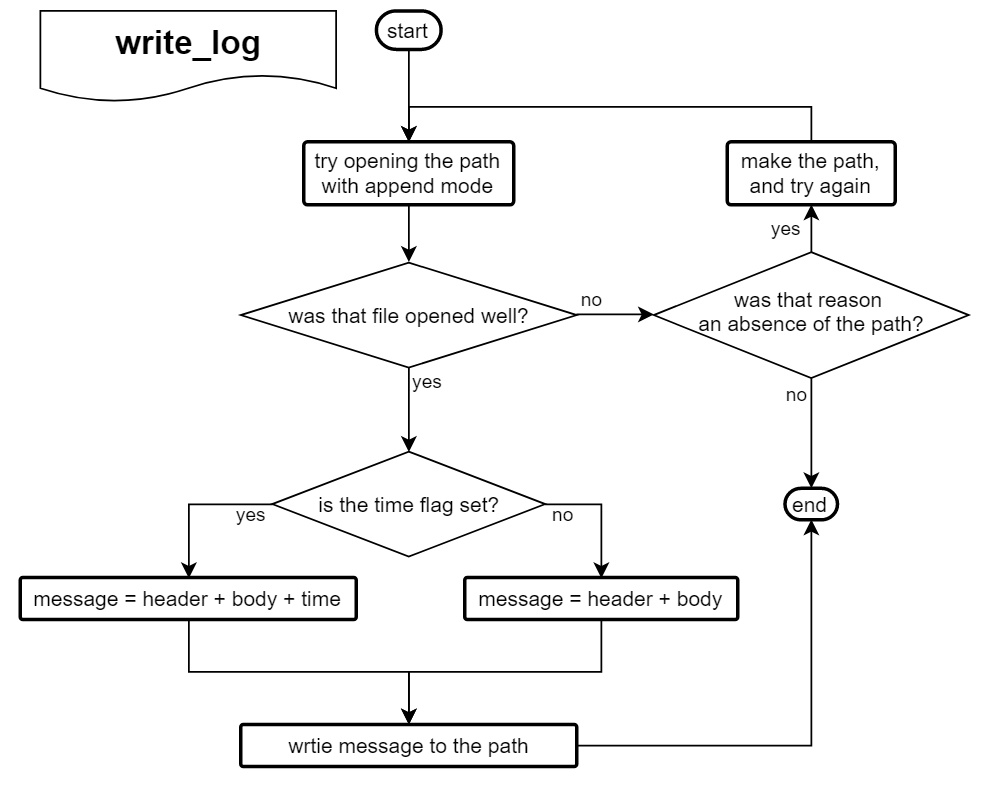 write_log
start
try opening the path
with append mode
make the path,
and try again
yes
was that file opened well?
no
was that reason
an absence of the path?
yes
no
is the time flag set?
yes
no
end
message = header + body + time
message = header + body
wrtie message to the path